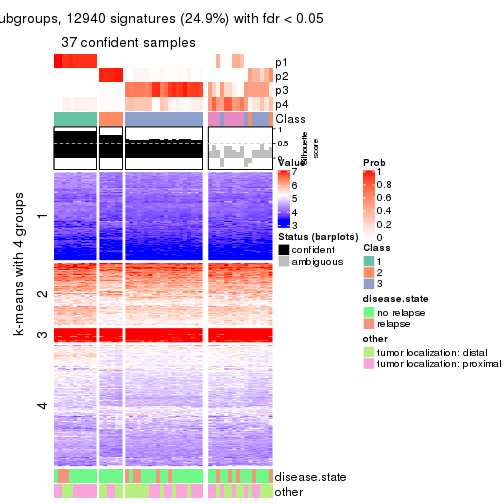 ubgroups, 12940 signatures (24.9%) with fdr < 0.05
37 confident samples
p1
p2
p3
p4
Class
1
0.5
0
Silhouette
score
k-means with 4 groups
1
2
3
4
disease.state
other
Value
7
6
5
4
3
Status (barplots)
confident
ambiguous
Prob
1
0.8
0.6
0.4
0.2
0
Class
1
2
3
disease.state
no relapse
relapse
other
tumor localization: distal
tumor localization: proximal